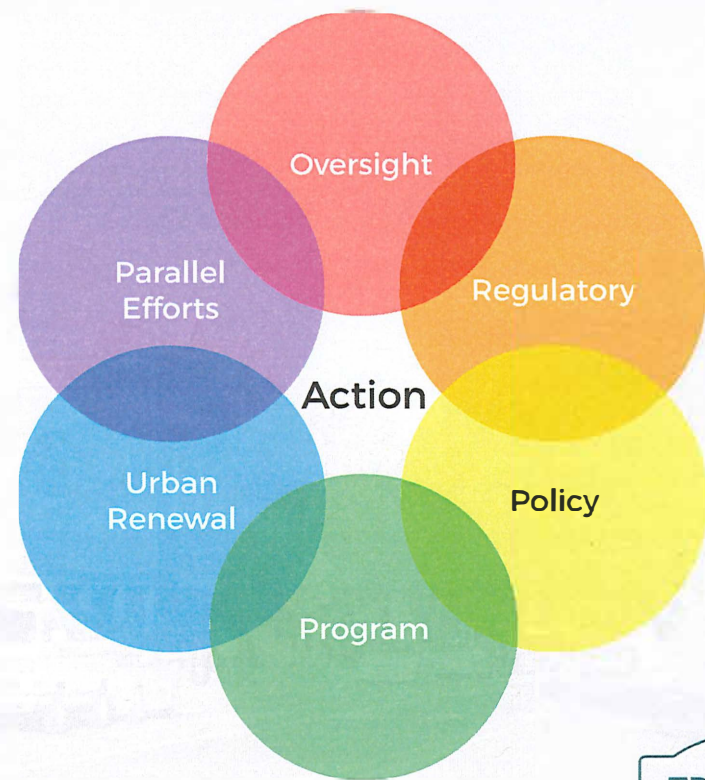 Oversight
Parallel
Efforts
Regulatory
Action
Urban
Renewal
Policy
Program